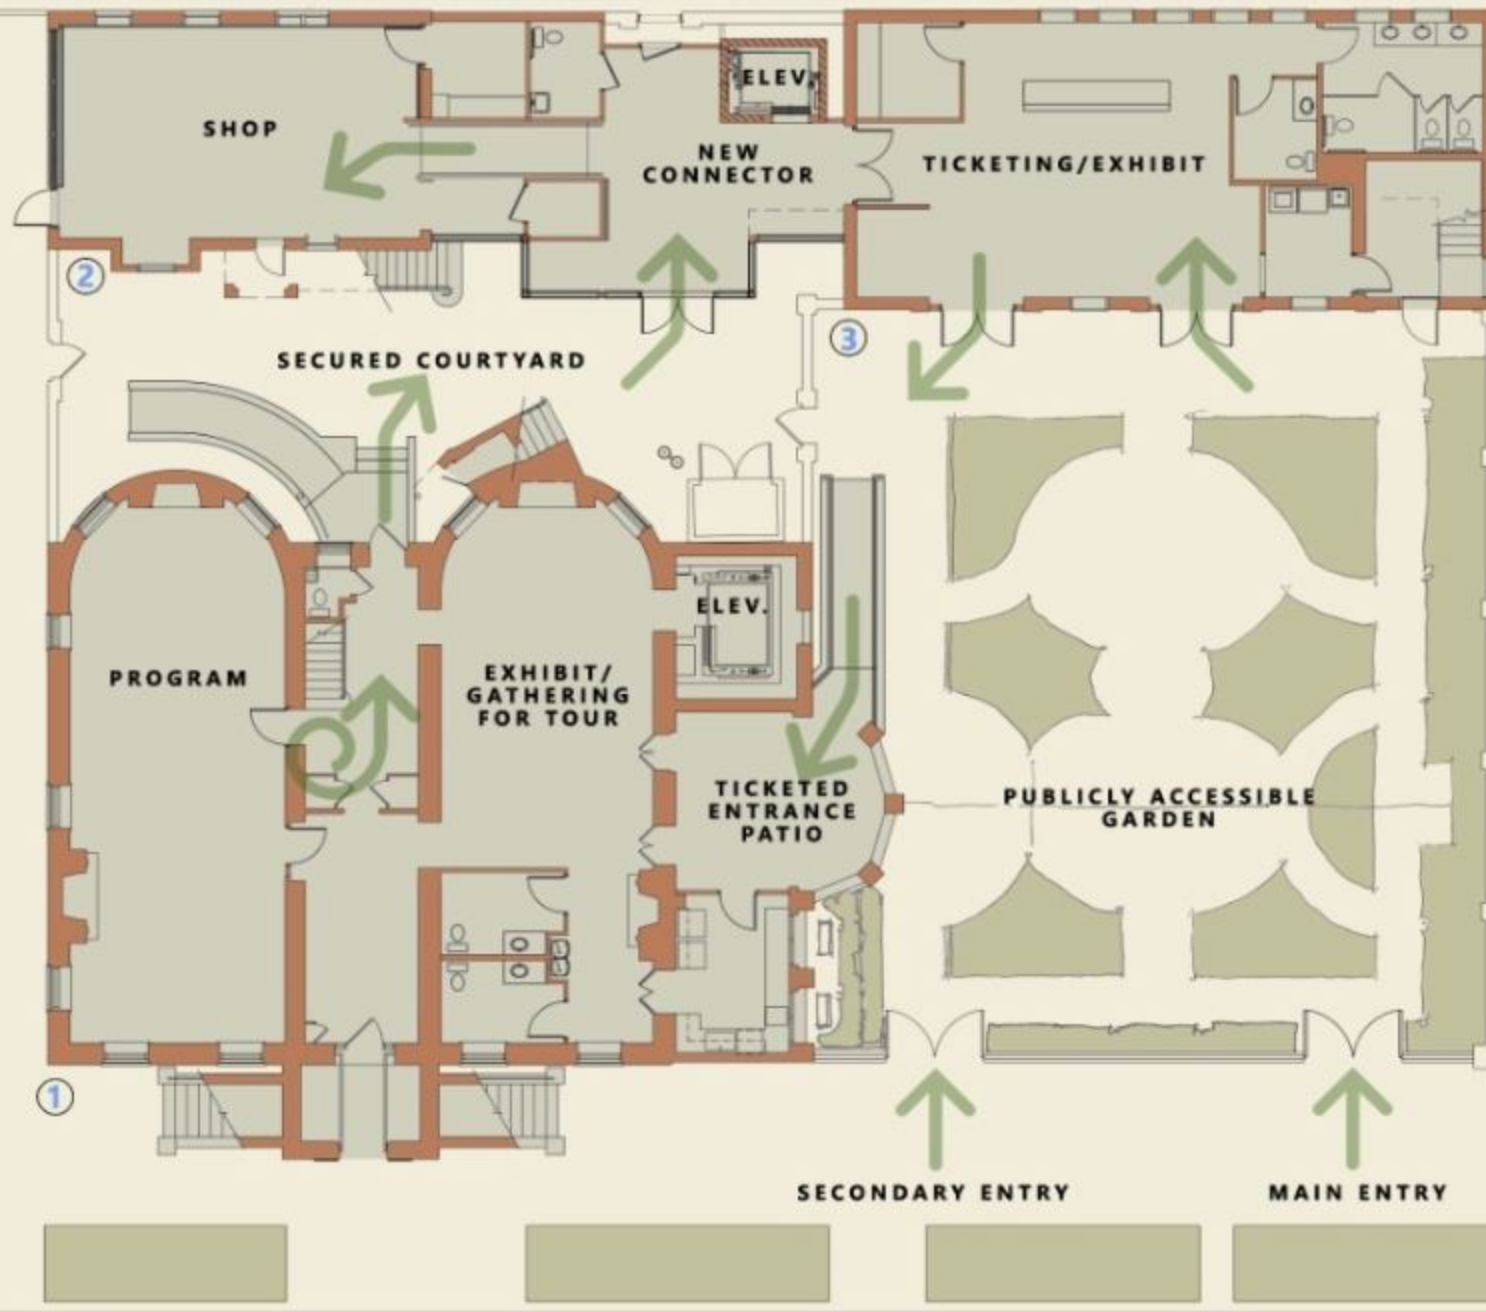 ELEV.
SHOP
NEW
CONNECTOR
TICKETING/EXHIBIT
2
3
SECURED COURTYARD
ELEV.
PROGRAM
EXHIBIT/
GATHERING
FOR TOUR
TICKETED
ENTRANCE
PATIO
PUBLICLY ACCESSIBLE
GARDEN
1
SECONDARY ENTRY
MAIN ENTRY